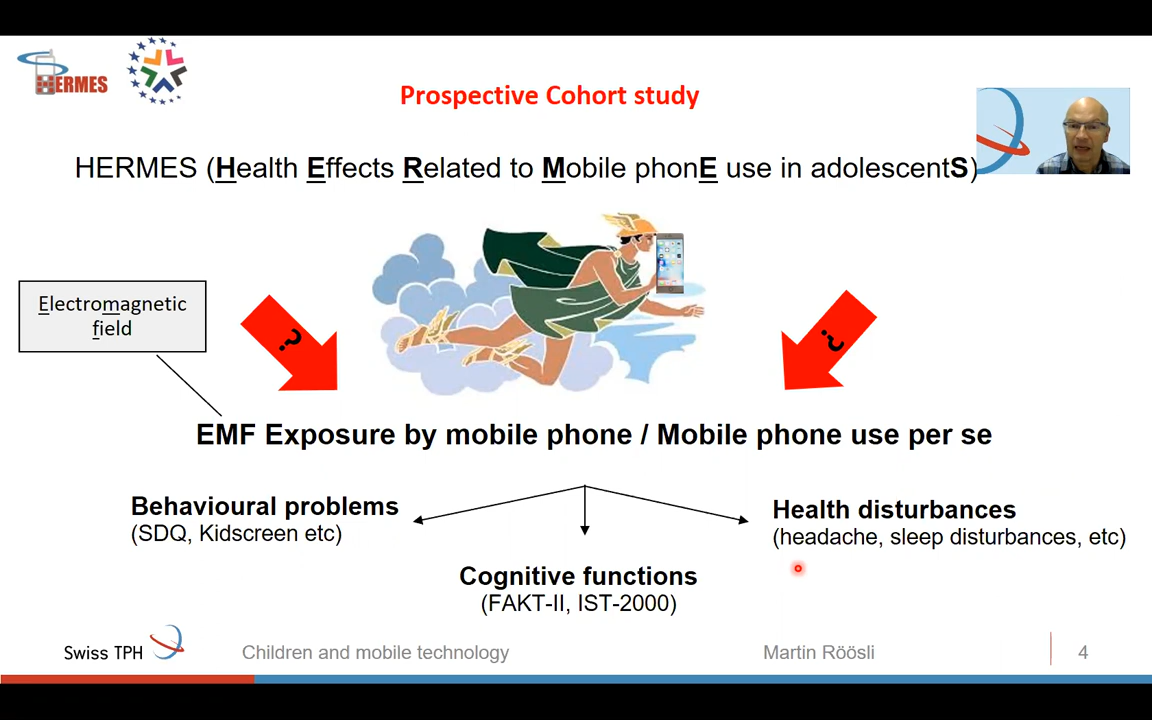 HERMES
Prospective Cohort study
HERMES (Health Effects Related to Mobile phonE use in adolescentS)
Electromagnetic
field
?
?
EMF Exposure by mobile phone / Mobile phone use per se
Behavioural problems
(SDQ, Kidscreen etc)
Health disturbances
(headache, sleep disturbances, etc)
Cognitive functions
(FAKT-II, IST-2000)
Swiss TPH
Children and mobile technology
Martin Röösli
4